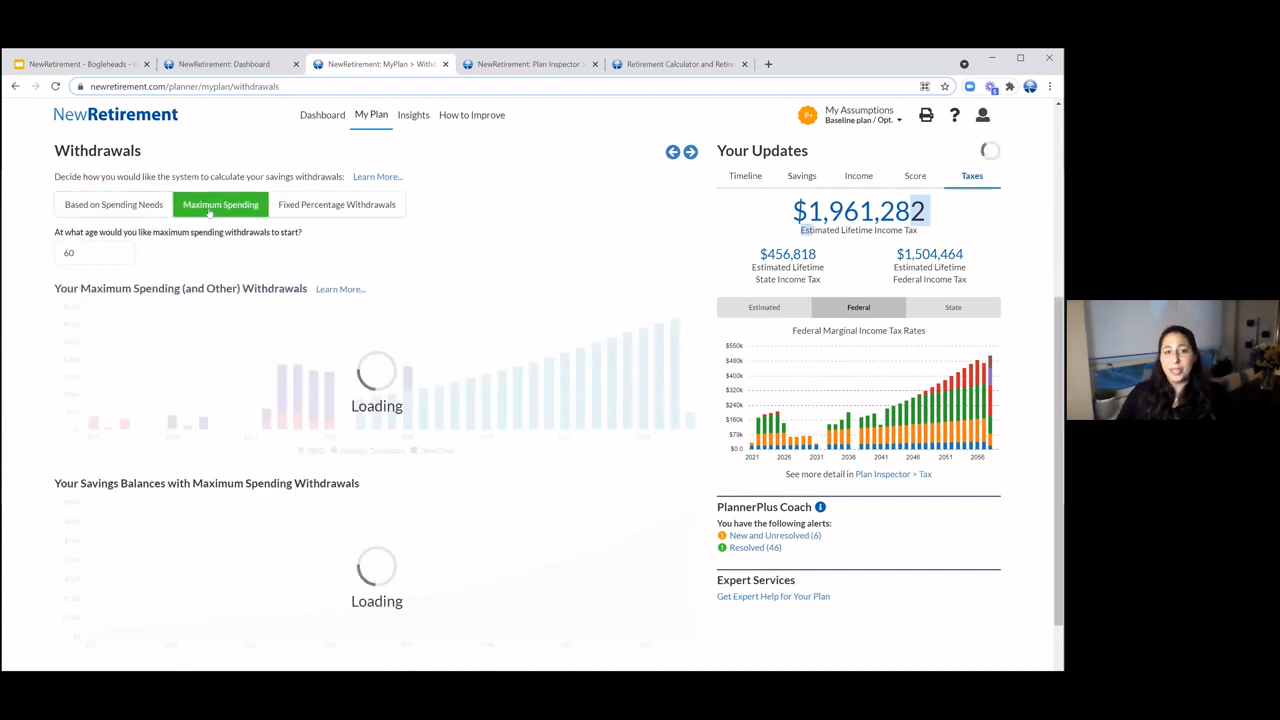 NewRetirement - Bogleheads - G
NewRetirement: Dashboard
NewRetirement: MyPlan > Withd
NewRetirement: Plan Inspector >
Retirement Calculator and Retire
newretirement.com/planner/myplan/withdrawals
NewRetirement
Dashboard
My Plan
Insights
How to Improve
P+
My Assumptions
Baseline plan / Opt.
Withdrawals
Decide how you would like the system to calculate your savings withdrawals:
Learn More...
Based on Spending Needs
Maximum Spending
Fixed Percentage Withdrawals
At what age would you like maximum spending withdrawals to start?
60
Your Maximum Spending (and Other) Withdrawals
Learn More...
Loading
RMD
Savings Drawdown
Your Savings Balances with Maximum Spending Withdrawals
Loading
Your Updates
Timeline
Savings
Income
Score
Taxes
$1,961,282
Estimated Lifetime Income Tax
$456,818
Estimated Lifetime
State Income Tax
$1,504,464
Estimated Lifetime
Federal Income Tax
Estimated
Federal
State
Federal Marginal Income Tax Rates
$550k
$480k
$400k
$320k
$240k
$160k
$79k
$0.0
2021
2026
2031
2036
2041
2046
2051
2056
See more detail in Plan Inspector > Tax
PlannerPlus Coach
You have the following alerts:
New and Unresolved (6)
Resolved (46)
Expert Services
Get Expert Help for Your Plan